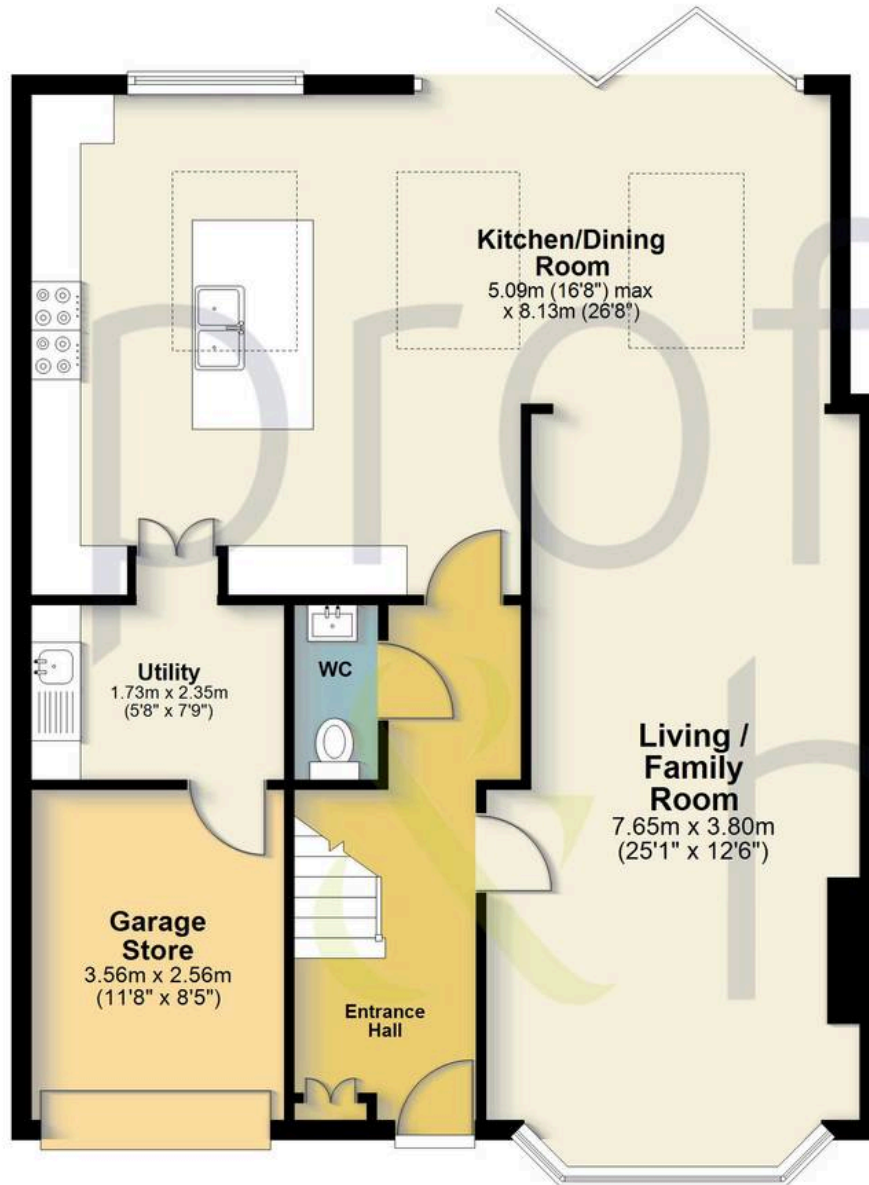 Kitchen/Dining
Room
5.09m (16'8") max
x 8.13m (26'8")
Utility
1.73m x 2.35m
(5'8" x 7'9")
WC
Living /
Family
Room
7.65m x 3.80m
(25'1" x 12'6")
Garage
Store
3.56m x 2.56m
(11'8" x 8'5")
Entrance
Hall
prof
& h